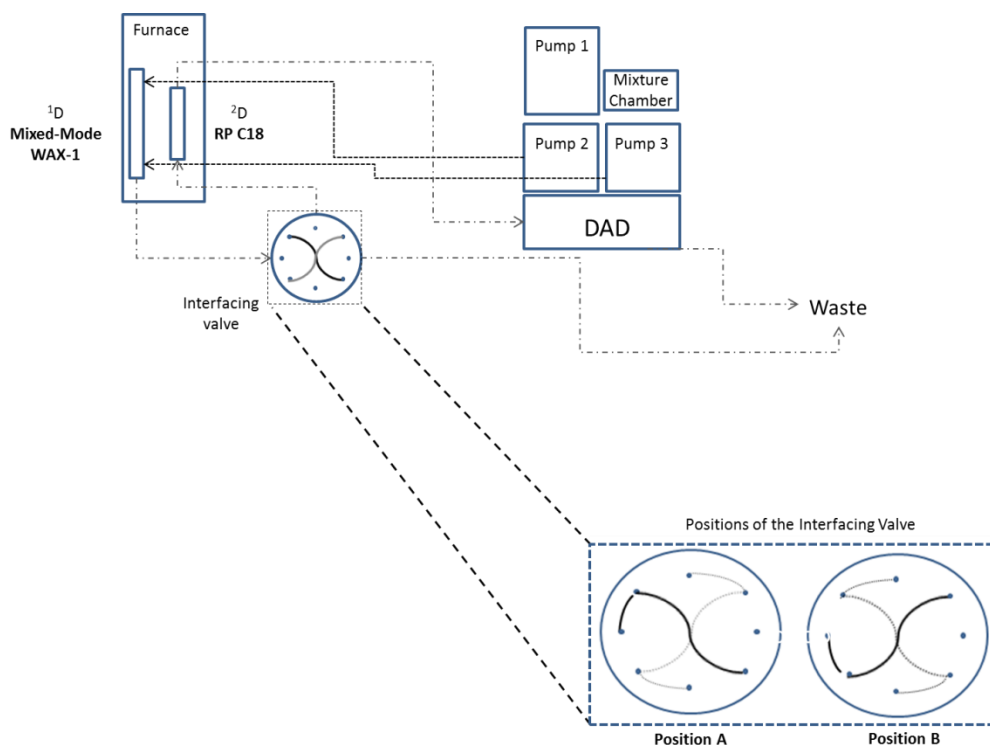 Furnace
Pump 1
Mixture
Chamber
¹D
Mixed-Mode
WAX-1
²D
RP C18
Pump 2
Pump 3
DAD
Interfacing
valve
Waste
Positions of the Interfacing Valve
Position A
Position B